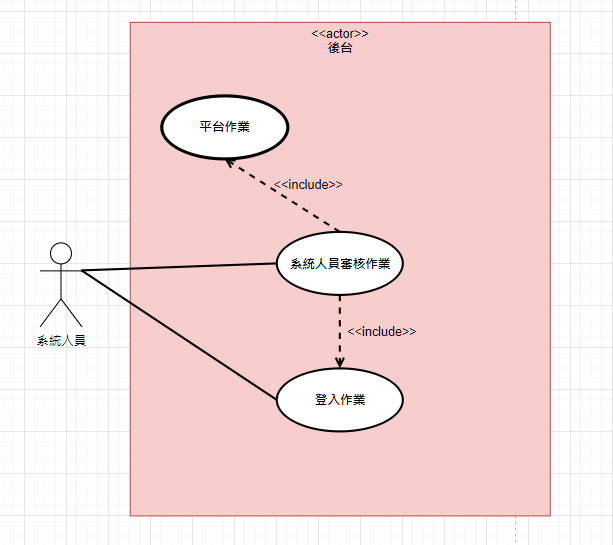 <<actor>>
後台
平台作業
<<include>>
系統人員審核作業
系統人員
<<include>>
登入作業